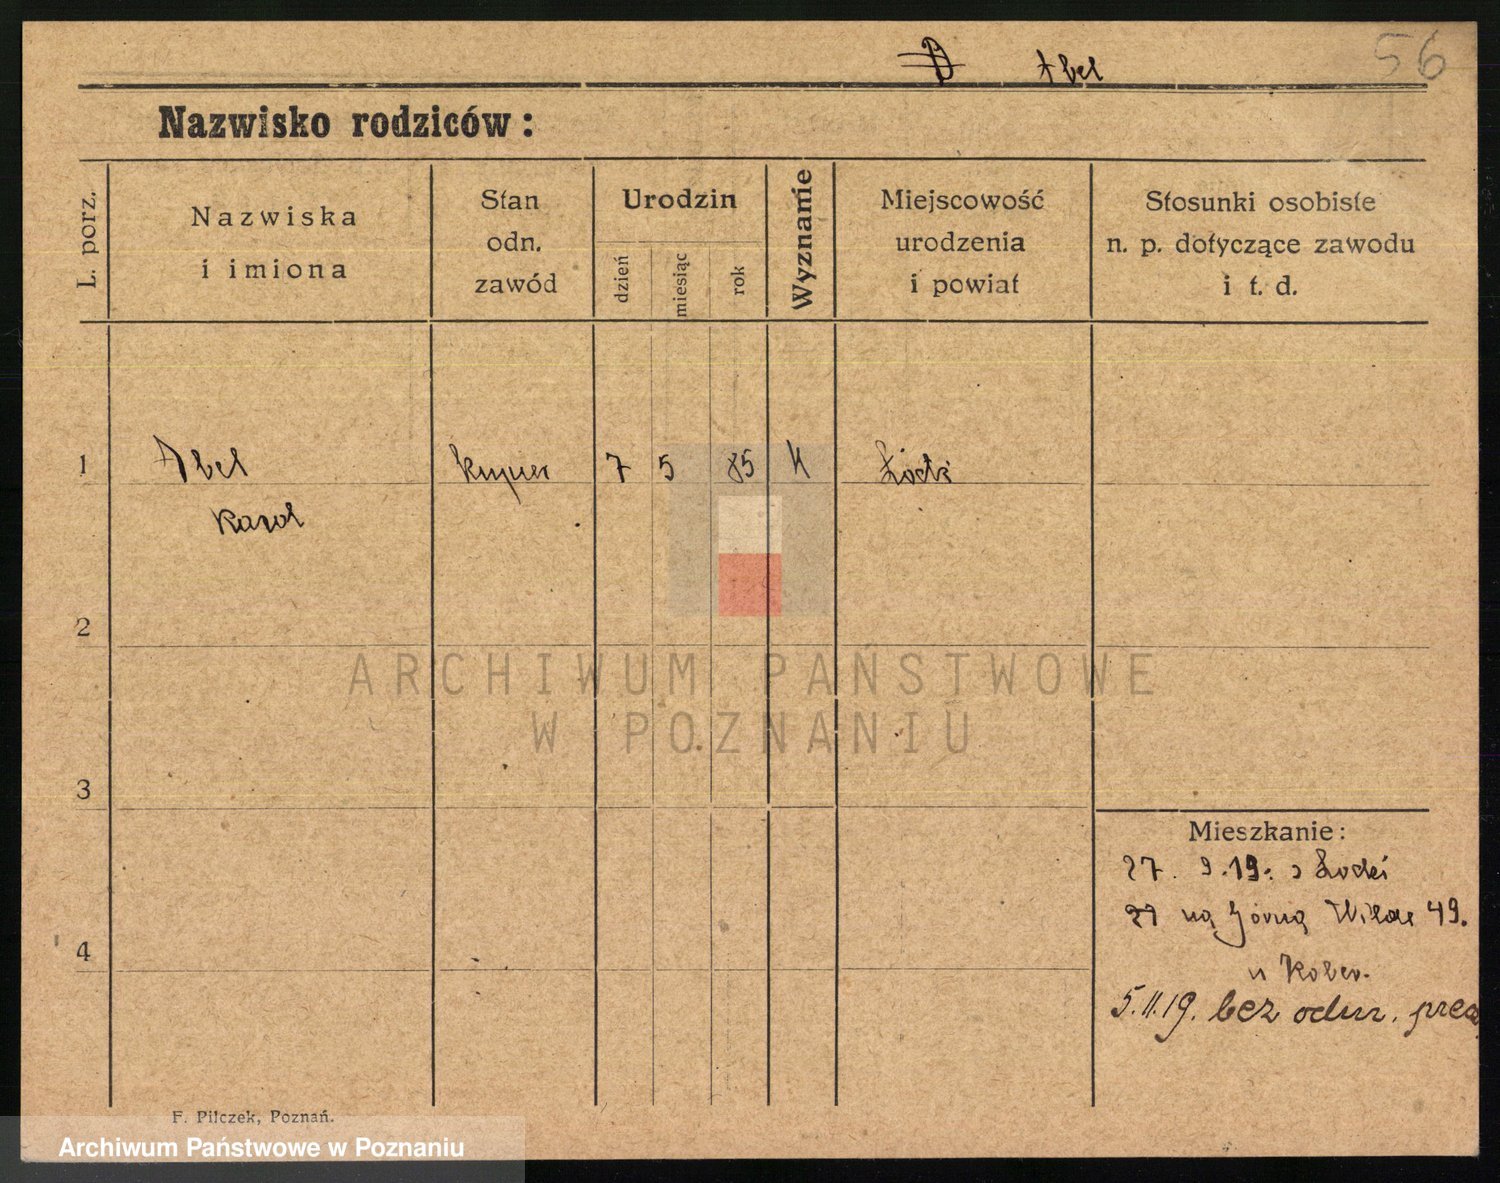 Abel 56
Nazwisko rodziców:
L. porz.
Nazwiska
i imiona
Stan
odn.
zawód
Urodzin
dzień
miesiąc
rok
Wyznanie
Miejscowość
urodzenia
i powiat
Stosunki osobiste
n. p. dotyczące zawodu
i t. d.
1 Abel 7 5 85 K Łódź
Karol
2
ARCHIWUM PAŃSTWOWE
W POZNANIU
3
Mieszkanie:
27. 9.19. Łodzi
Wilda 49.
4
5.11.19. bez
F. Pilczek, Poznań.
Archiwum Państwowe w Poznaniu